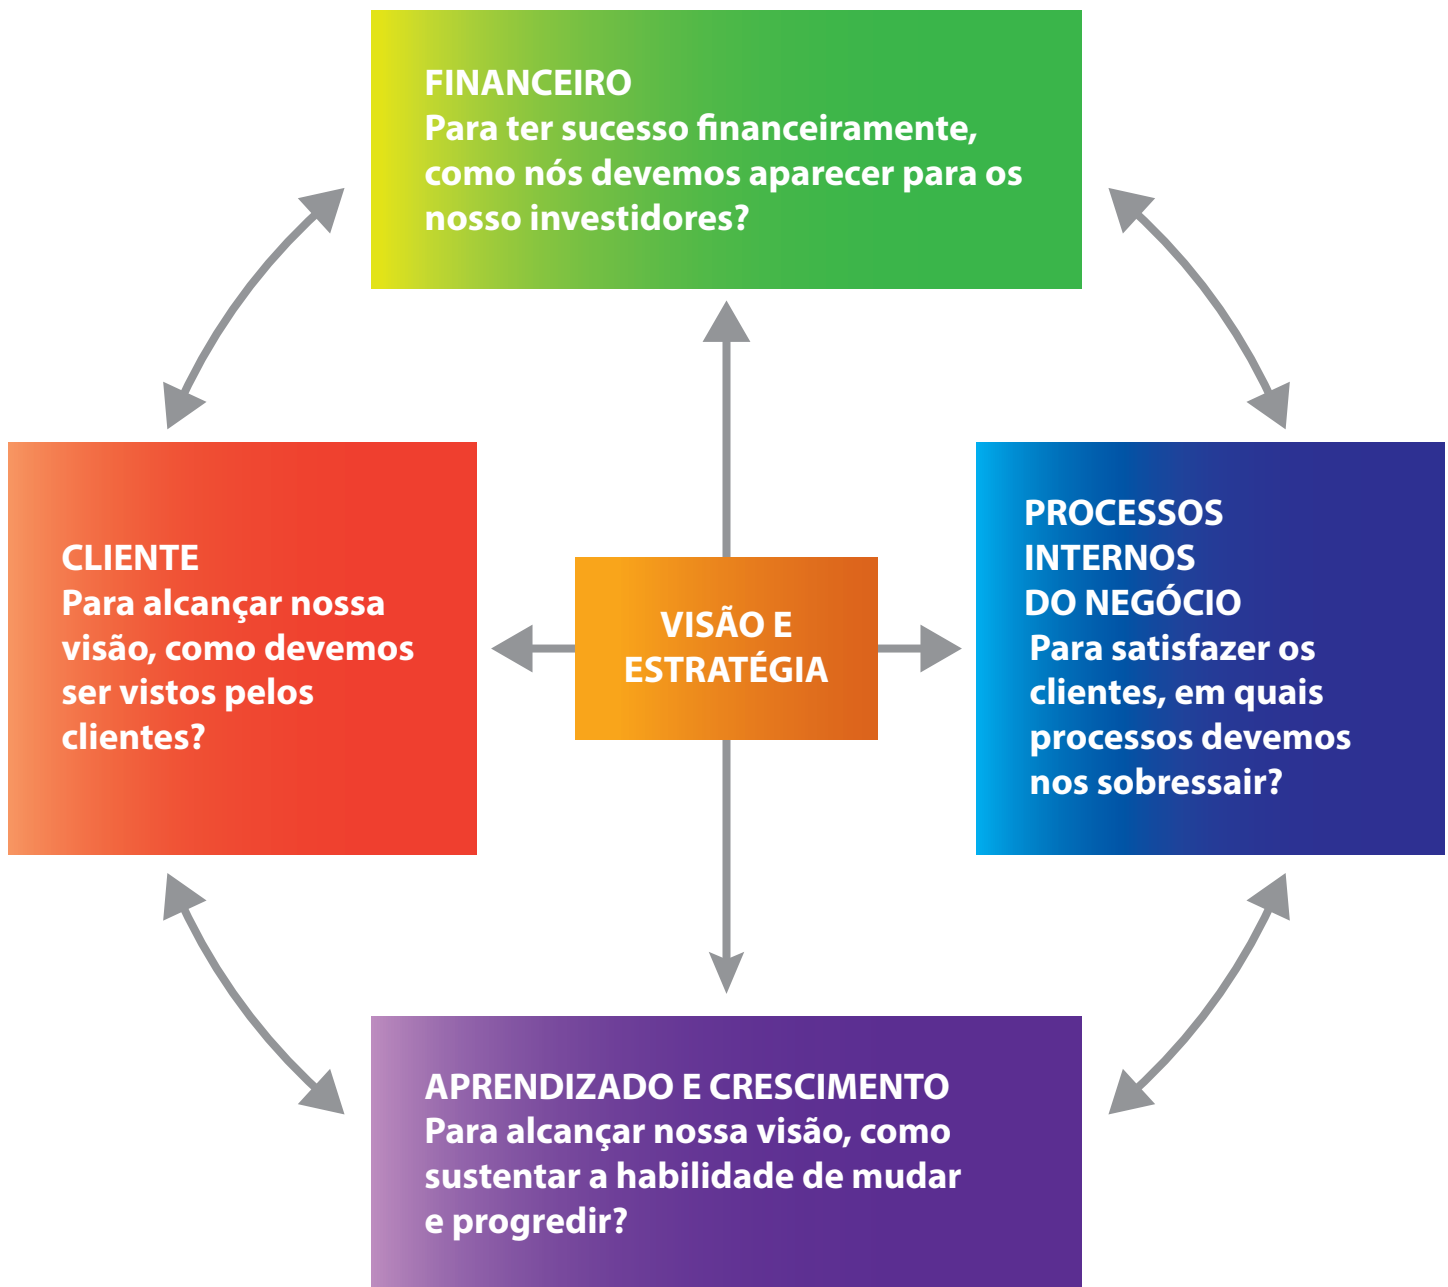 FINANCEIRO
Para ter sucesso financeiramente,
como nós devemos aparecer para os
nosso investidores?
CLIENTE
Para alcançar nossa
visão, como devemos
ser vistos pelos
clientes?
VISÃO E
ESTRATÉGIA
PROCESSOS
INTERNOS
DO NEGÓCIO
Para satisfazer os
clientes, em quais
processos devemos
nos sobressair?
APRENDIZADO E CRESCIMENTO
Para alcançar nossa visão, como
sustentar a habilidade de mudar
e progredir?